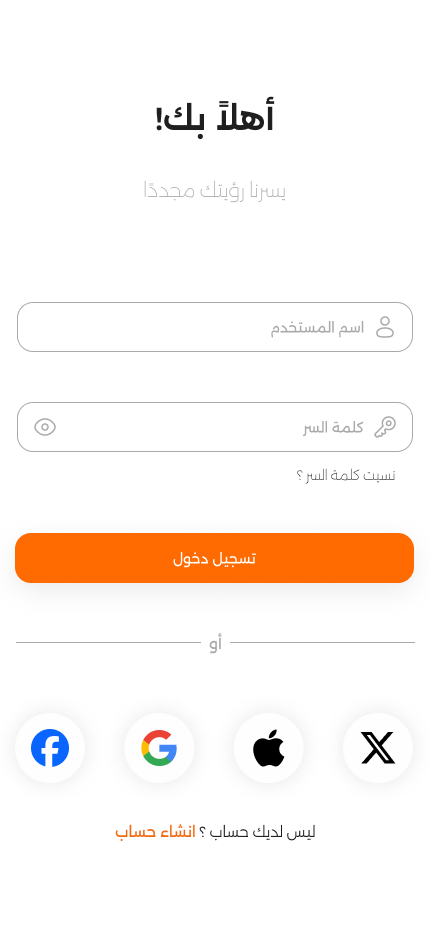 أهلاً بك!
يسرنا رؤيتك مجددًا
اسم المستخدم
كلمة السر
نسيت كلمة السر ؟
تسجيل دخول
أو
ليس لديك حساب ؟ انشاء حساب